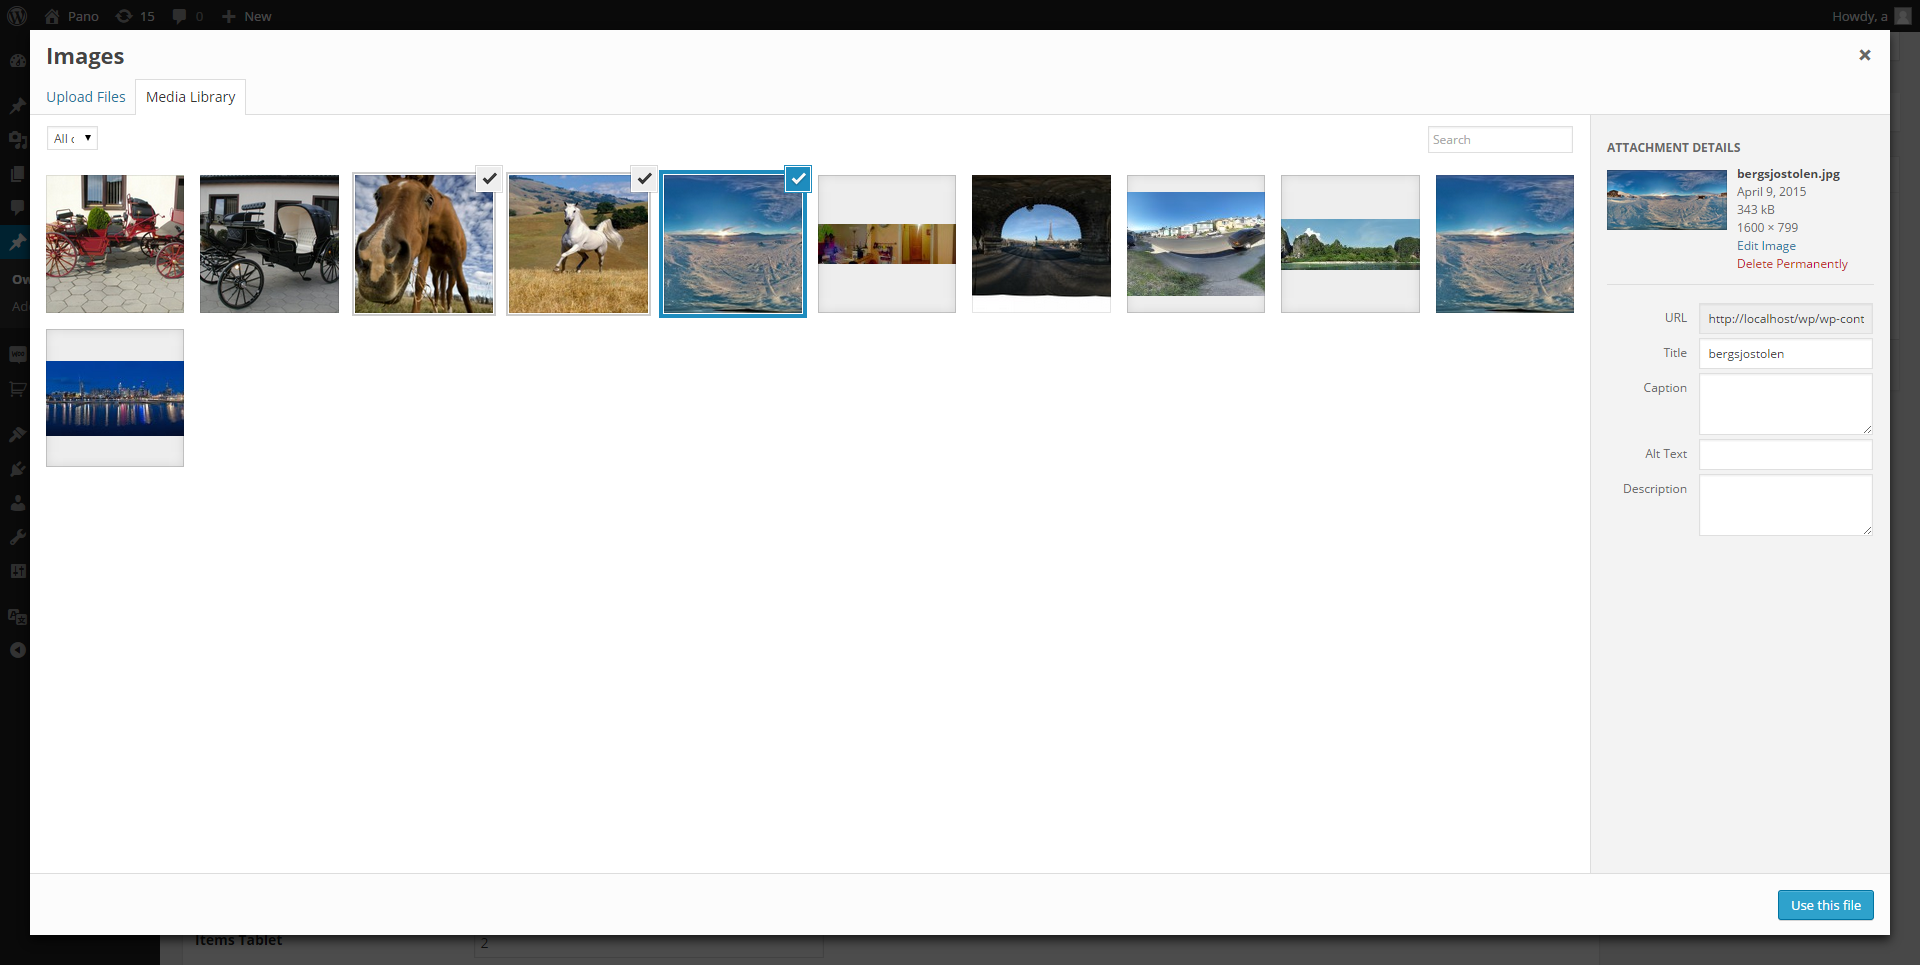 Pano
15
0
New
Howdy, a
Images
Upload Files
Media Library
All
Search
ATTACHMENT DETAILS
bergsjostolen.jpg
April 9, 2015
343 kB
1600 × 799
Edit Image
Delete Permanently
URL
http://localhost/wp/wp-cont
Title
bergsjostolen
Caption
Alt Text
Description
Use this file
Items Tablet
2